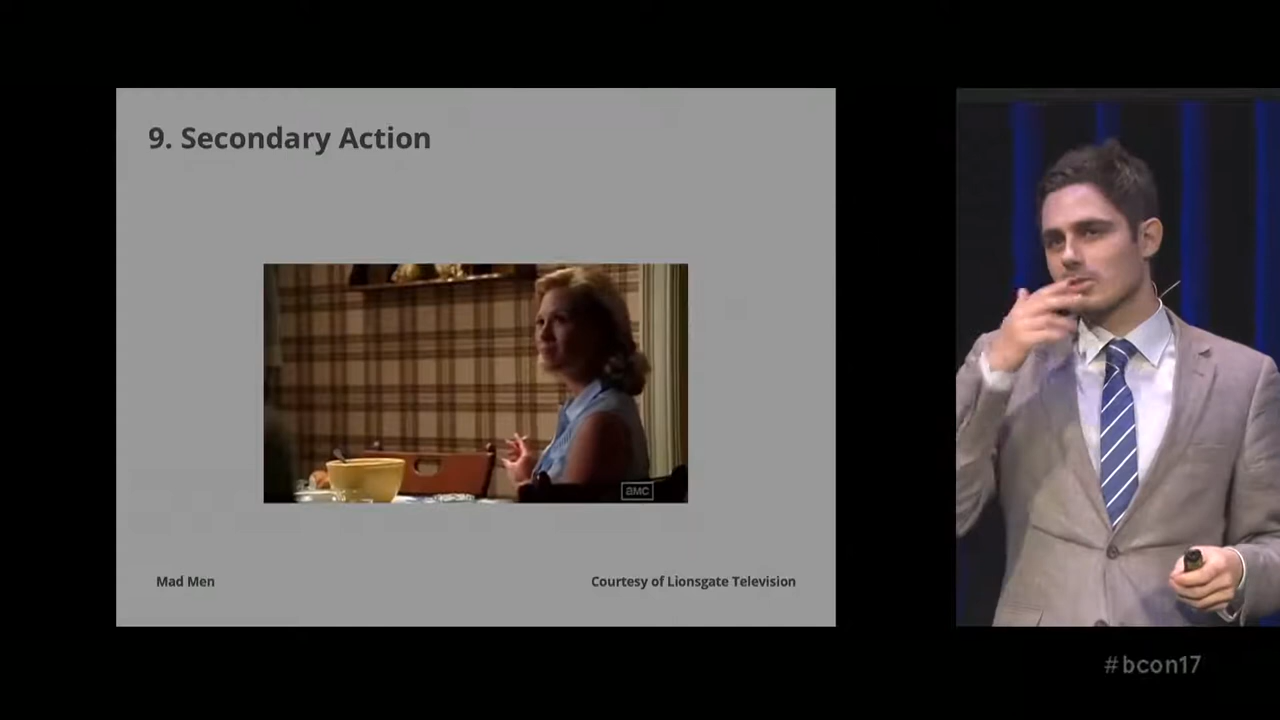 9. Secondary Action
amc
Mad Men
Courtesy of Lionsgate Television
#bcon17